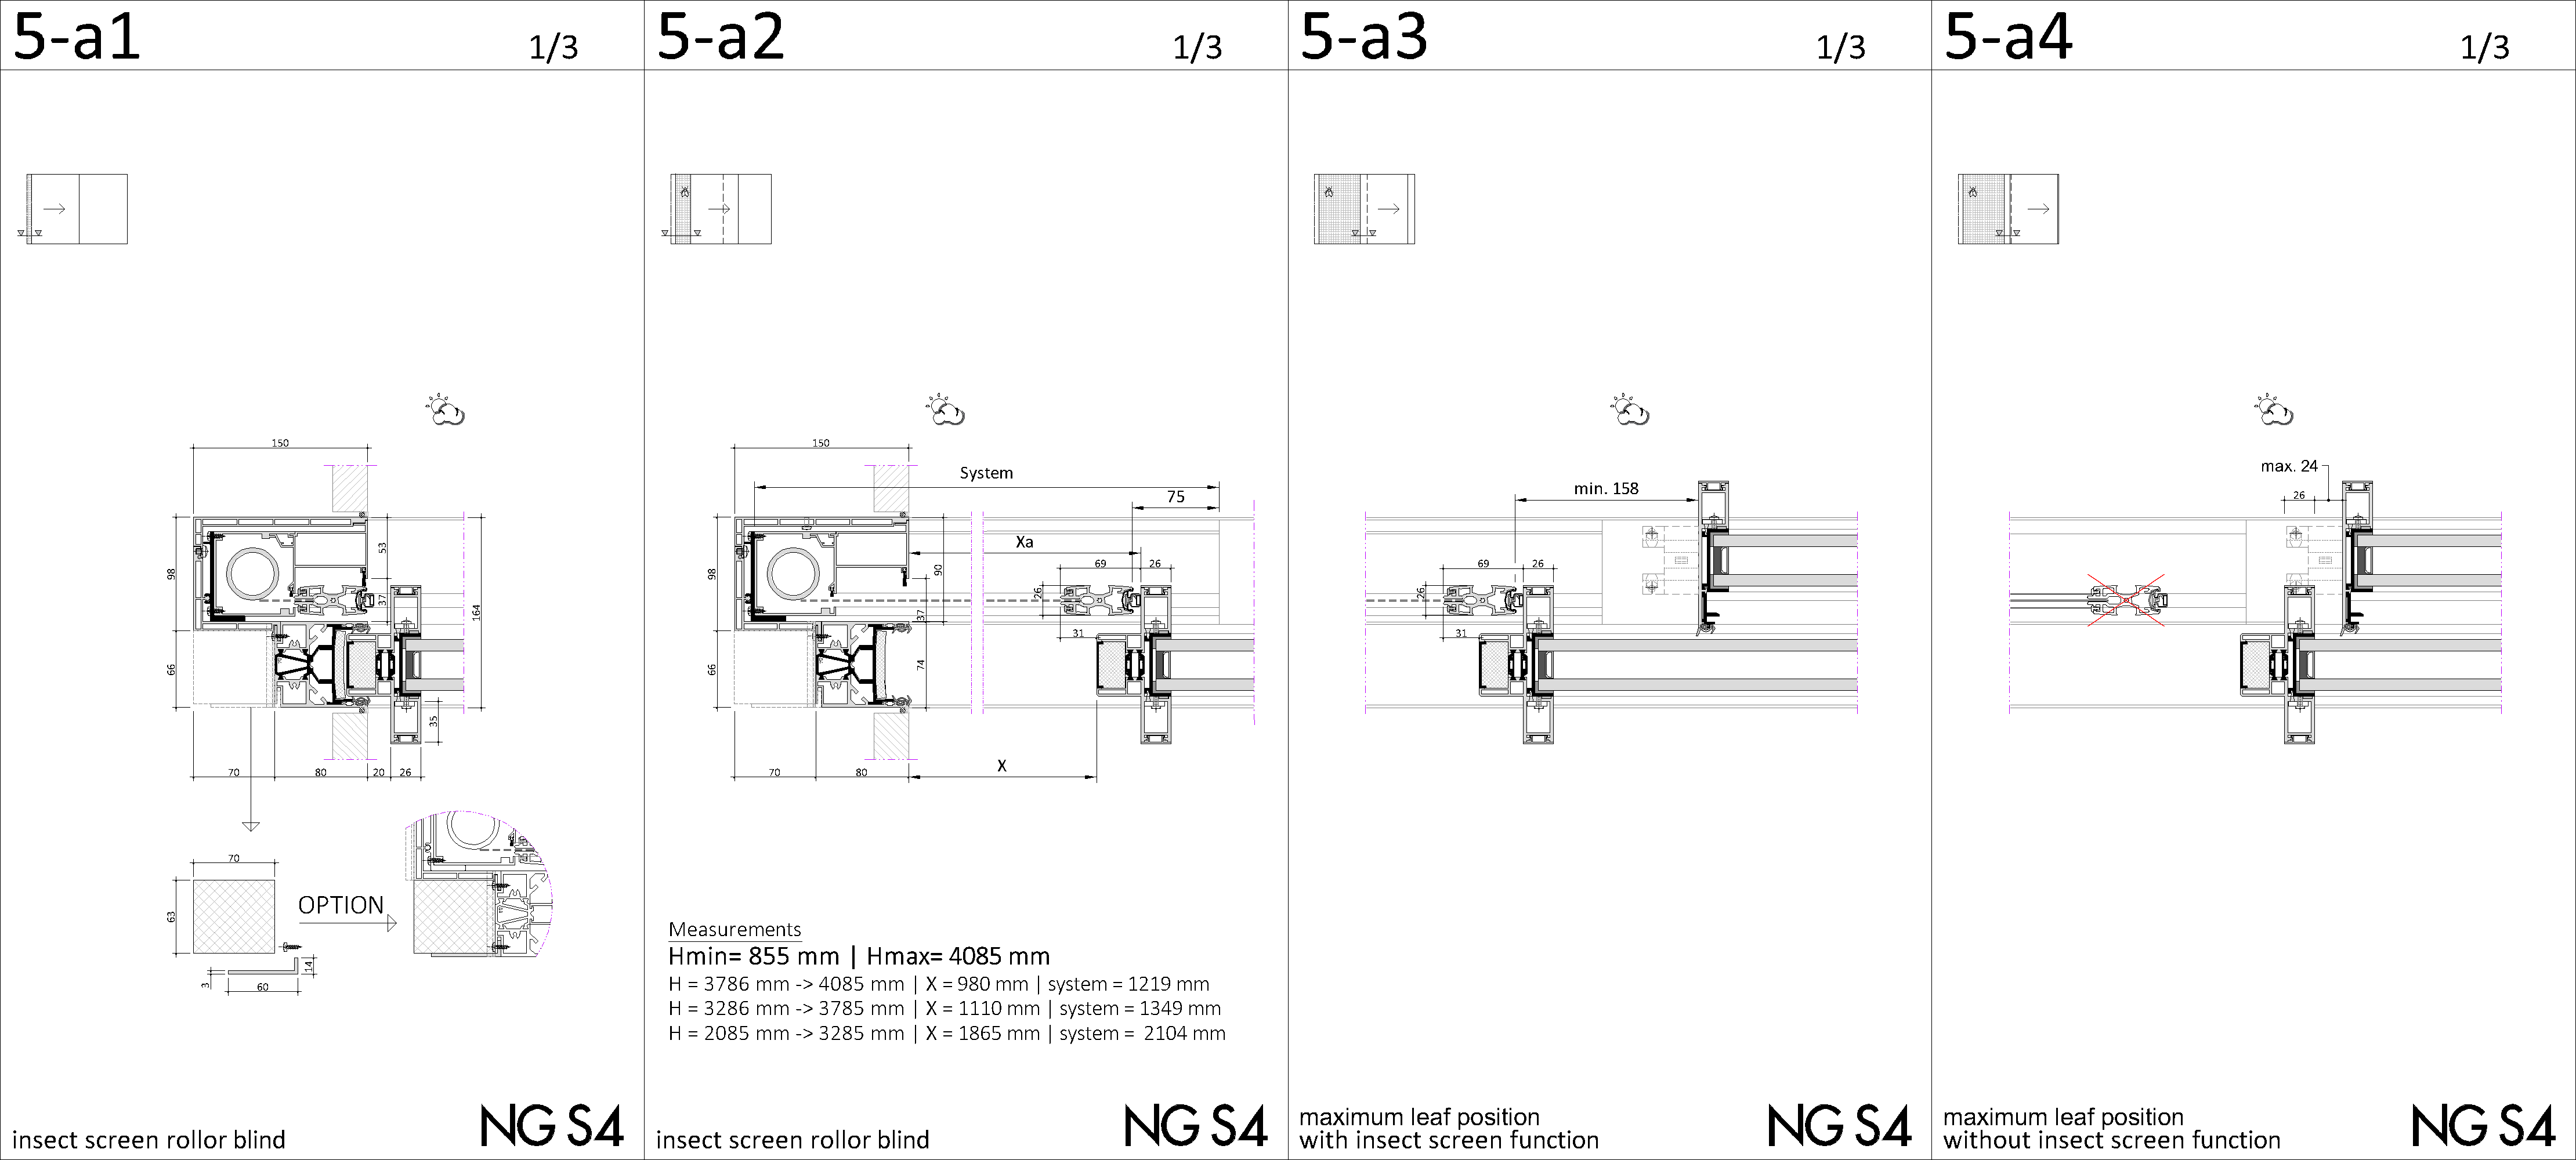 5-a1
1/3
150
53
98
37
164
66
35
70
80
20
26
70
63
OPTION
14
3
60
insect screen rollor blind
NG S4
5-a2
1/3
150
System
75
Xa
98
90
69
26
26
37
31
66
74
70
80
X
Measurements
Hmin= 855 mm | Hmax= 4085 mm
H = 3786 mm -> 4085 mm | X = 980 mm | system = 1219 mm
H = 3286 mm -> 3785 mm | X = 1110 mm | system = 1349 mm
H = 2085 mm -> 3285 mm | X = 1865 mm | system =  2104 mm
insect screen rollor blind
NG S4
5-a3
1/3
min. 158
69
26
26
31
maximum leaf position
with insect screen function
NG S4
5-a4
1/3
max. 24
26
maximum leaf position
without insect screen function
NG S4